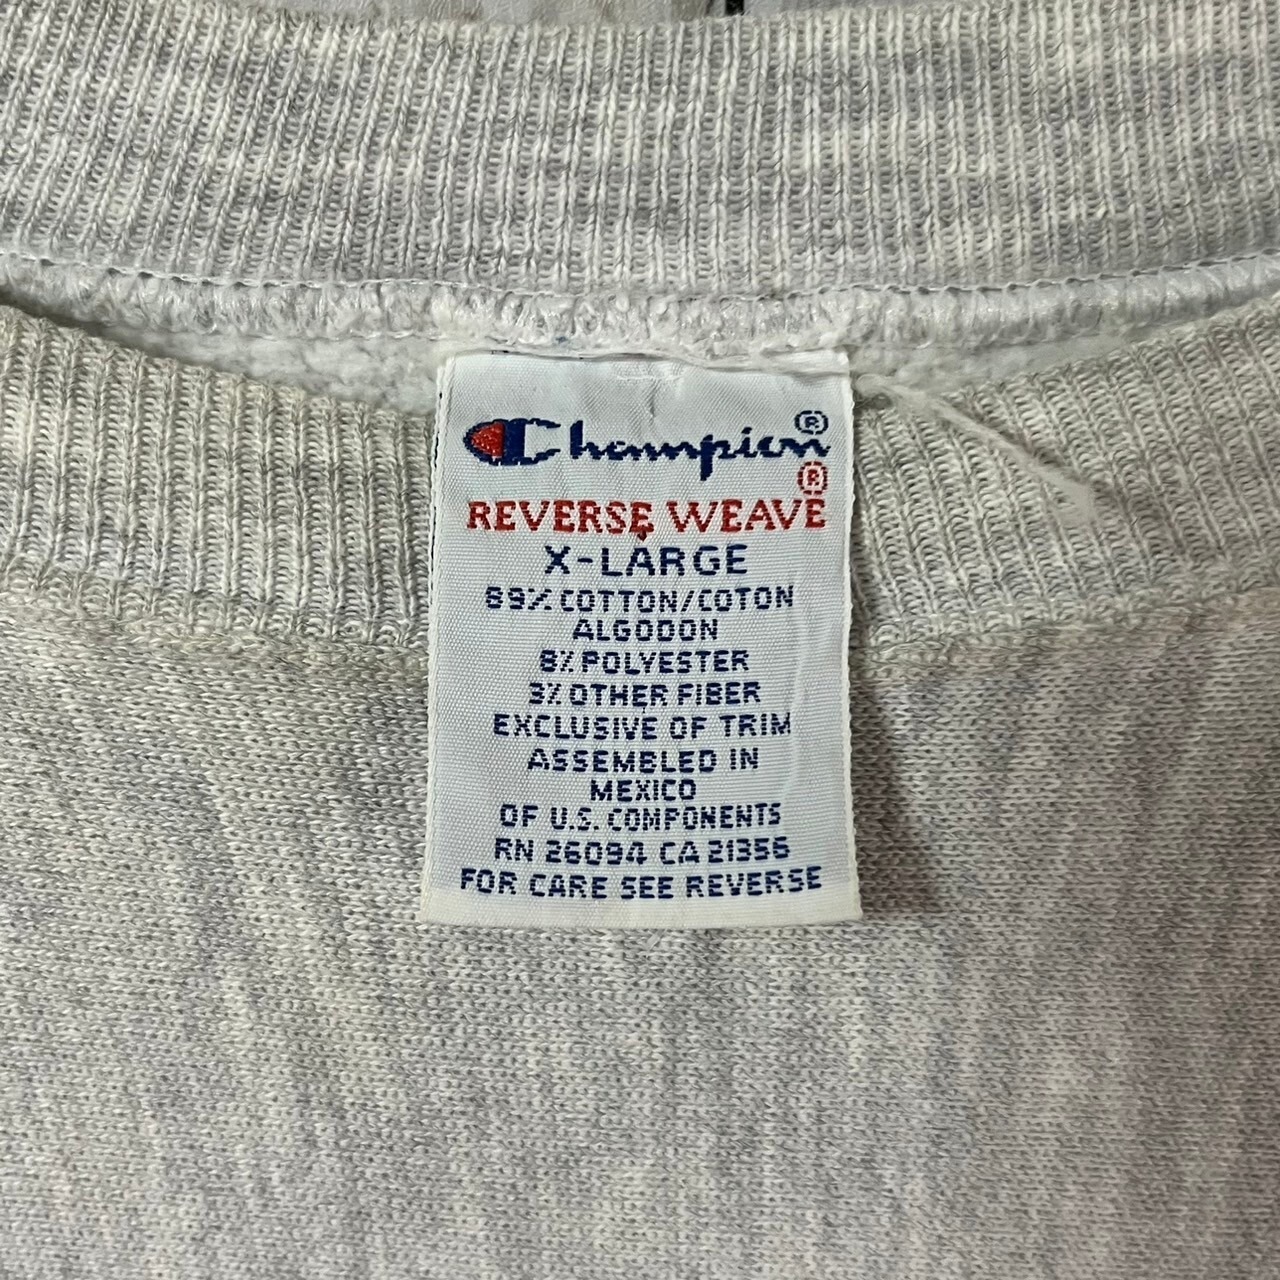 Champion®
REVERSE WEAVE®
X-LARGE
89% COTTON/COTON
ALGODON
8% POLYESTER
3% OTHER FIBER
EXCLUSIVE OF TRIM
ASSEMBLED IN
MEXICO
OF U.S. COMPONENTS
RN 26094 CA 21356
FOR CARE SEE REVERSE